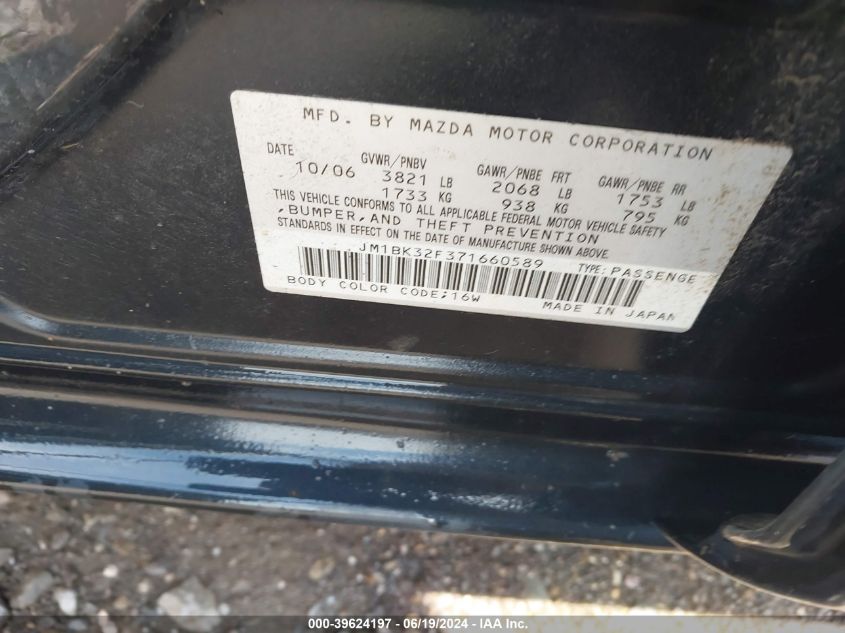 MFD. BY MAZDA MOTOR CORPORATION
DATE GVWR/PNBV GAWR/PNBE FRT GAWR/PNBE RR
10/06 3821 LB 2068 LB 1753 LB
1733 KG 938 KG 795 KG
THIS VEHICLE CONFORMS TO ALL APPLICABLE FEDERAL MOTOR VEHICLE SAFETY
,BUMPER,AND THEFT PREVENTION
STANDARDS IN EFFECT ON THE DATE OF MANUFACTURE SHOWN ABOVE.
JM1BK32F371660589 TYPE: PASSENGE
BODY COLOR CODE:16W MADE IN JAPAN
000-39624197 - 06/19/2024 - IAA Inc.